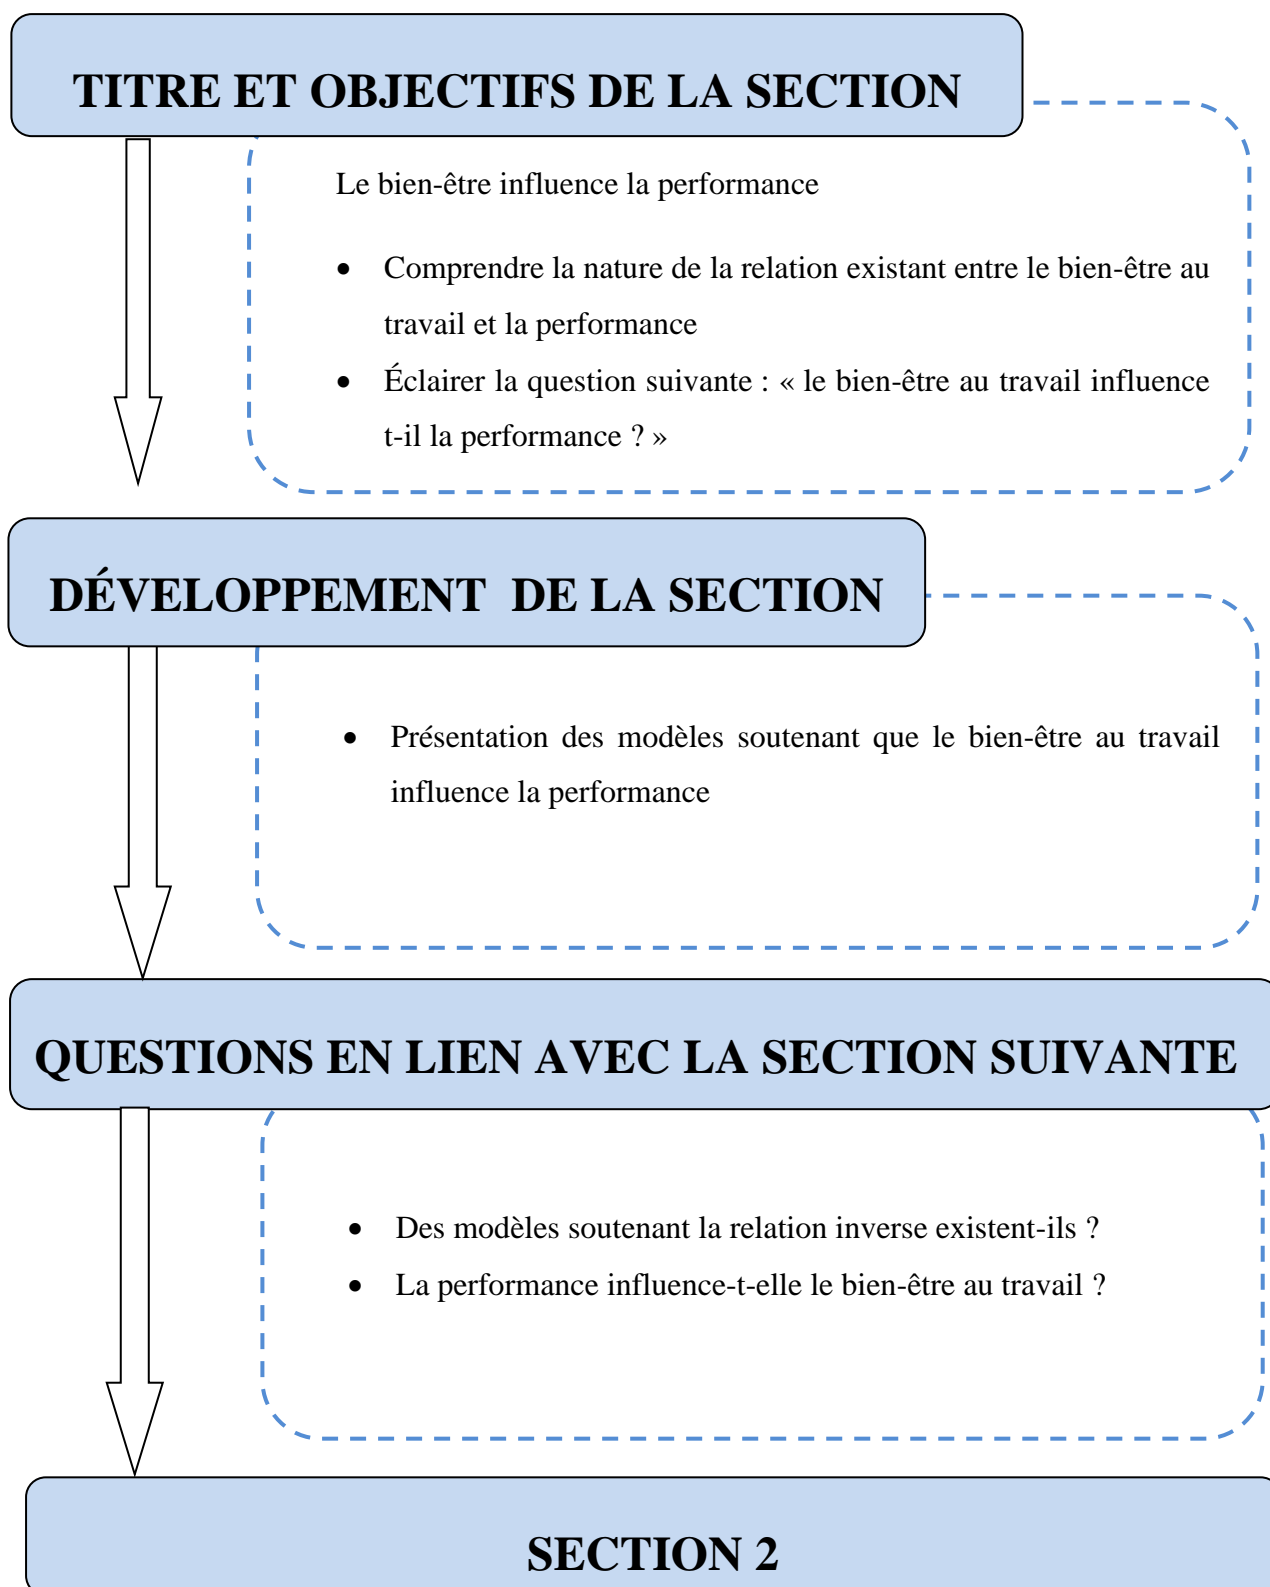 TITRE ET OBJECTIFS DE LA SECTION
Le bien-être influence la performance
• Comprendre la nature de la relation existant entre le bien-être au
travail et la performance
• Éclairer la question suivante : « le bien-être au travail influence
t-il la performance ? »
DÉVELOPPEMENT DE LA SECTION
• Présentation des modèles soutenant que le bien-être au travail
influence la performance
QUESTIONS EN LIEN AVEC LA SECTION SUIVANTE
• Des modèles soutenant la relation inverse existent-ils ?
• La performance influence-t-elle le bien-être au travail ?
SECTION 2